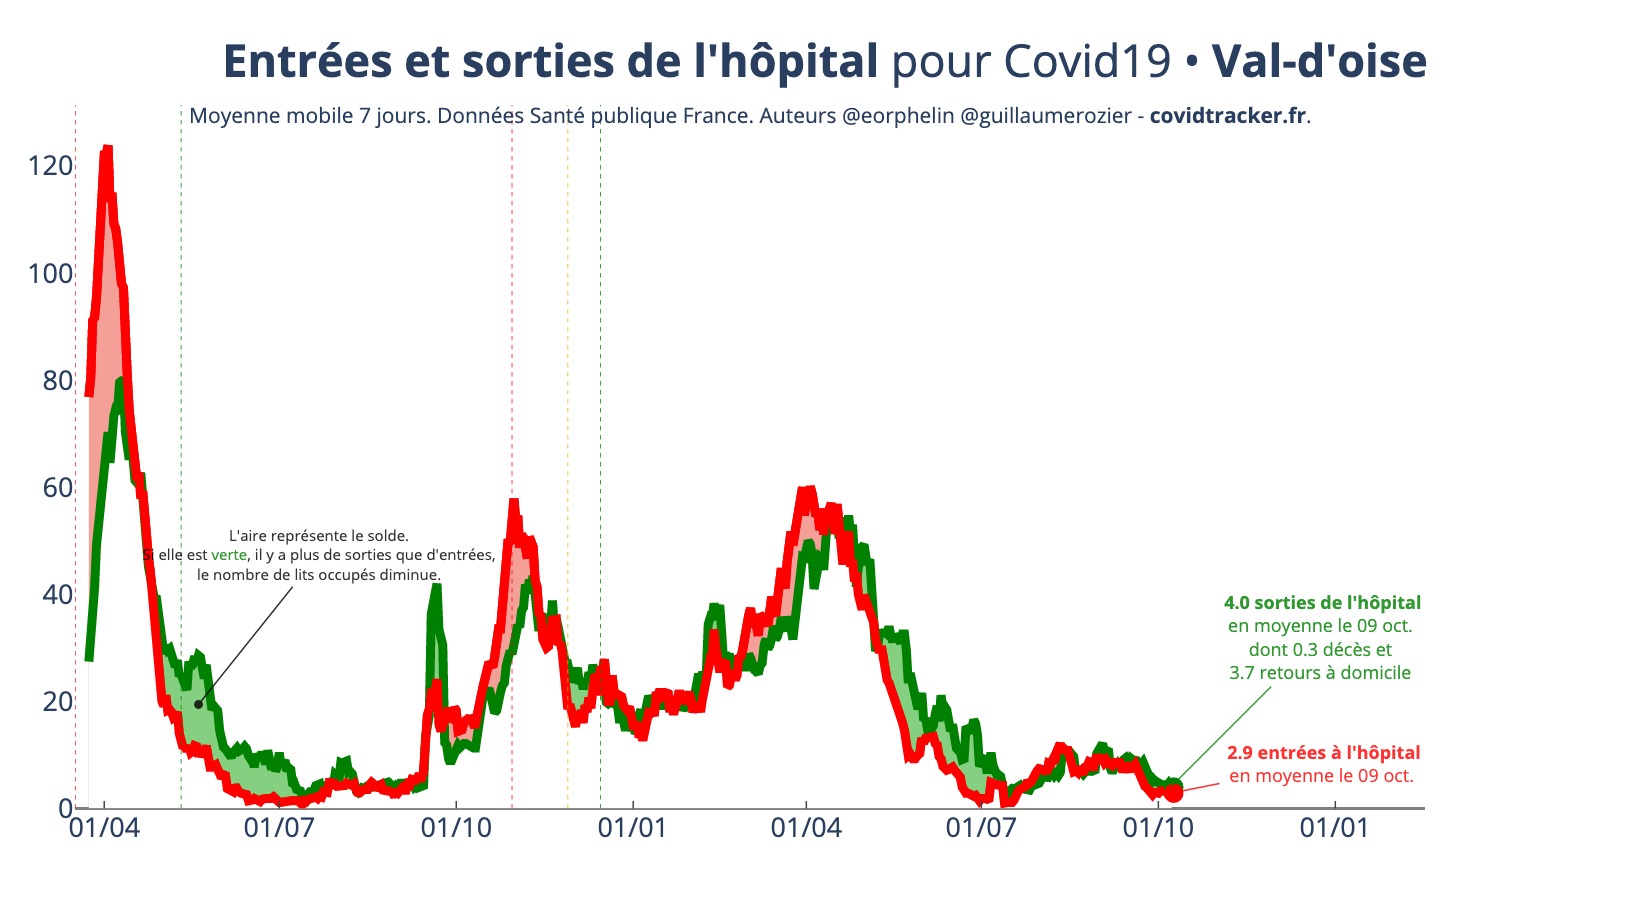 Entrées et sorties de l'hôpital pour Covid19 • Val-d'oise
Moyenne mobile 7 jours. Données Santé publique France. Auteurs @eorphelin @guillaumerozier - covidtracker.fr.
120
100
80
60
40
20
0
L'aire représente le solde.
Si elle est verte, il y a plus de sorties que d'entrées,
le nombre de lits occupés diminue.
4.0 sorties de l'hôpital
en moyenne le 09 oct.
dont 0.3 décès et
3.7 retours à domicile
2.9 entrées à l'hôpital
en moyenne le 09 oct.
01/04 01/07 01/10 01/01 01/04 01/07 01/10 01/01